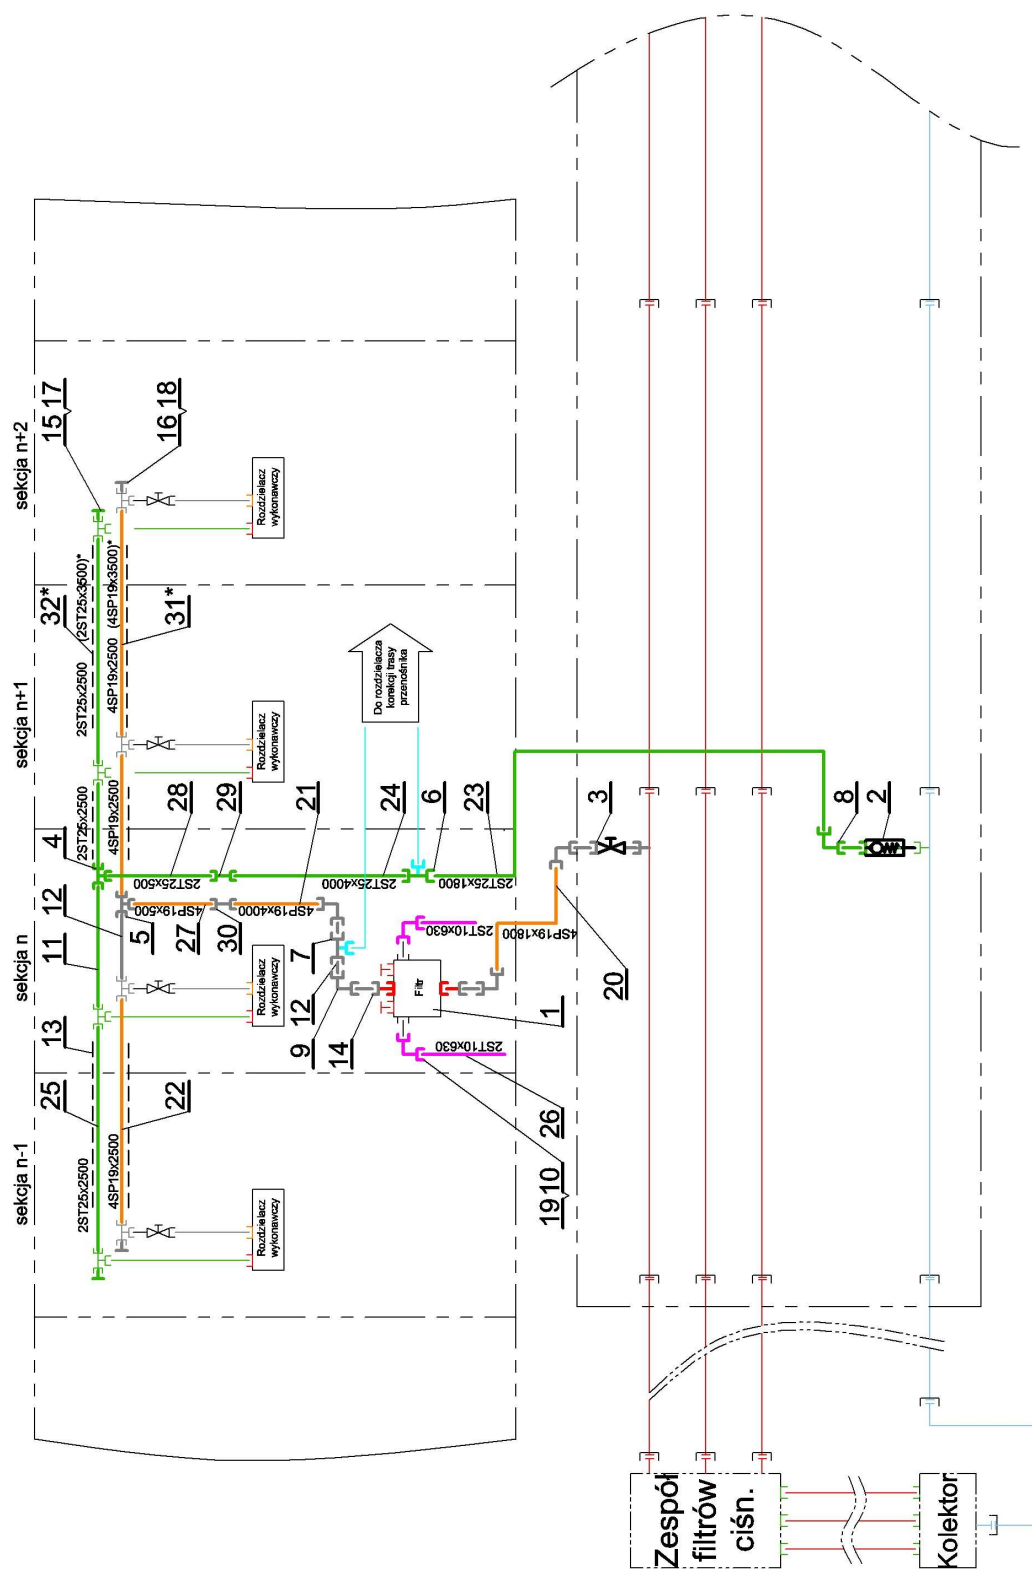 sekcja n-1
sekcja n
sekcja n+1
sekcja n+2
25
13
11
12
4
32*
15 17
2ST25x2500
2ST25x2500
2ST25x2500
(2ST25x3500)*
4SP19x2500
4SP19x2500
4SP19x2500
(4SP19x3500)*
22
5
27
30
28
29
21
31*
16 18
2ST25x500
4SP19x500
4SP19x4000
2ST25x4000
2ST25x1800
Rozdzielacz
wykonawczy
Rozdzielacz
wykonawczy
Rozdzielacz
wykonawczy
Rozdzielacz
wykonawczy
9
14
12
7
24
6
23
Do rozdzielacza
korekcji trasy
przenośnika
Filtr
2ST10x630
2ST10x630
4SP19x1800
19 10
26
1
20
3
8
2
Zespół
filtrów
ciśn.
Kolektor